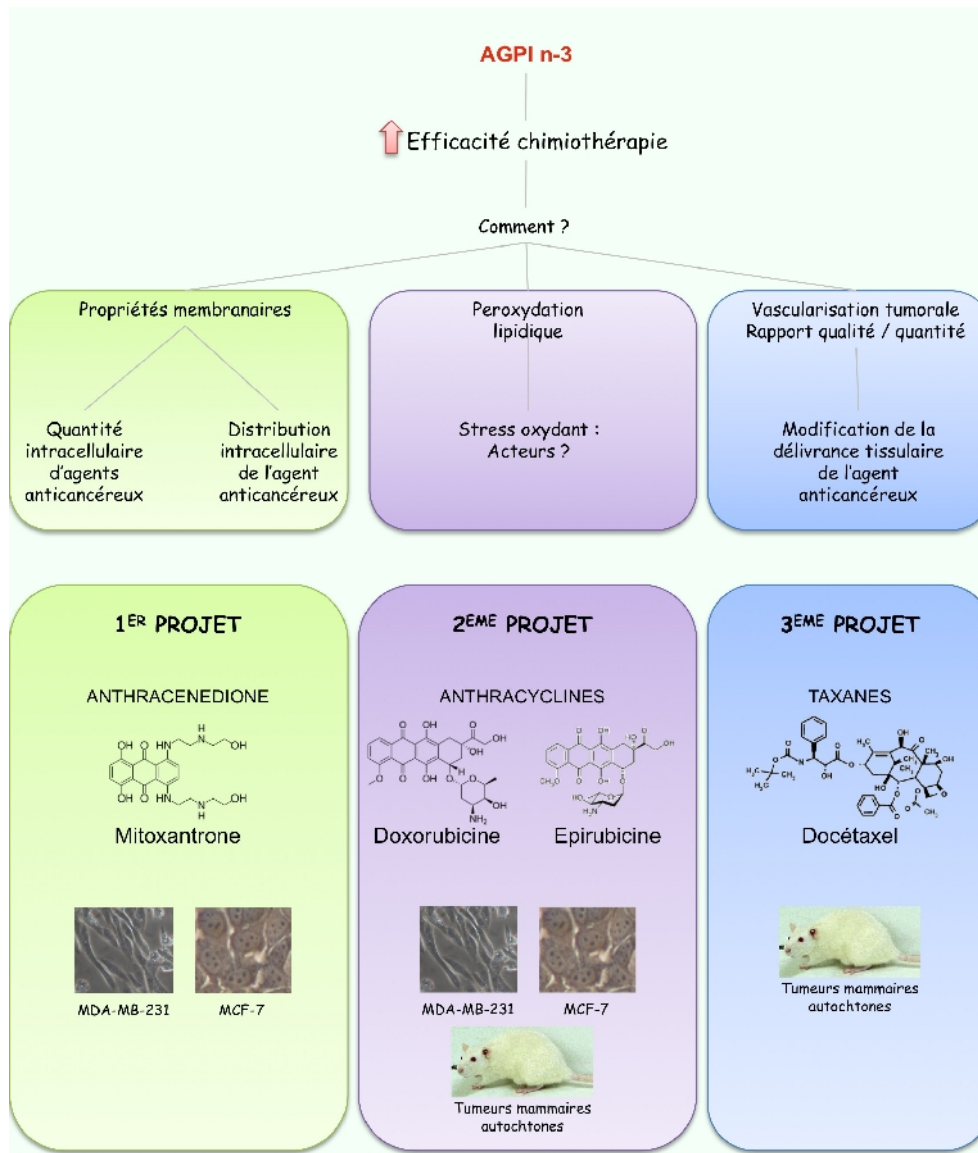 AGPI n-3
Efficacité chimiothérapie
Comment ?
Propriétés membranaires
Quantité
intracellulaire
d'agents
anticancéreux
Distribution
intracellulaire
de l'agent
anticancéreux
Peroxydation
lipidique
Stress oxydant :
Acteurs ?
Vascularisation tumorale
Rapport qualité / quantité
Modification de la
délivrance tissulaire
de l'agent
anticancéreux
1ER PROJET
ANTHRACENEDIONE
Mitoxantrone
MDA-MB-231
MCF-7
2EME PROJET
ANTHRACYCLINES
Doxorubicine
Epirubicine
MDA-MB-231
MCF-7
Tumeurs mammaires
autochtones
3EME PROJET
TAXANES
Docétaxel
Tumeurs mammaires
autochtones